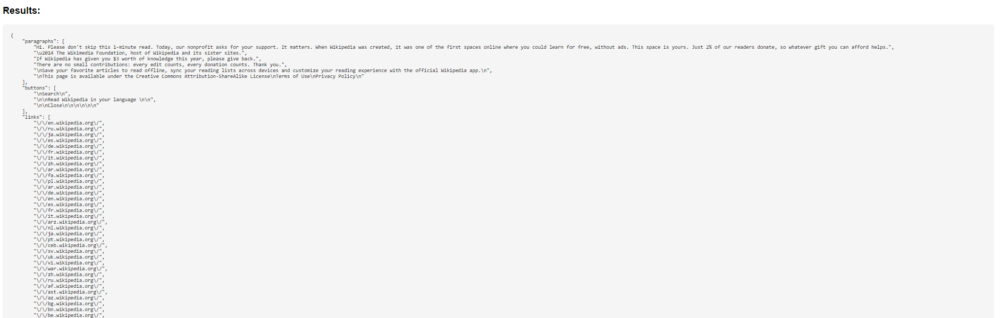 Results:
{
"paragraphs": [
"Hi. Please don't skip this 1-minute read. Today, our nonprofit asks for your support. It matters. When Wikipedia was created, it was one of the first spaces online where you could learn for free, without ads. This space is yours. Just 2% of our readers donate, so whatever gift you can afford helps.",
"\u2014 The Wikimedia Foundation, host of Wikipedia and its sister sites.",
"If Wikipedia has given you $3 worth of knowledge this year, please give back.",
"There are no small contributions: every edit counts, every donation counts. Thank you.",
"\nSave your favorite articles to read offline, sync your reading lists across devices and customize your reading experience with the official Wikipedia app.\n",
"\nThis page is available under the Creative Commons Attribution-ShareAlike License\nTerms of Use\nPrivacy Policy\n"
],
"buttons": [
"\nSearch\n",
"\n\nRead Wikipedia in your language \n\n",
"\n\nClose\n\n\n\n\n\n"
],
"links": [
"\/\/en.wikipedia.org\/",
"\/\/ru.wikipedia.org\/",
"\/\/ja.wikipedia.org\/",
"\/\/es.wikipedia.org\/",
"\/\/de.wikipedia.org\/",
"\/\/fr.wikipedia.org\/",
"\/\/it.wikipedia.org\/",
"\/\/zh.wikipedia.org\/",
"\/\/ar.wikipedia.org\/",
"\/\/fa.wikipedia.org\/",
"\/\/pl.wikipedia.org\/",
"\/\/ar.wikipedia.org\/",
"\/\/de.wikipedia.org\/",
"\/\/en.wikipedia.org\/",
"\/\/es.wikipedia.org\/",
"\/\/fr.wikipedia.org\/",
"\/\/it.wikipedia.org\/",
"\/\/arz.wikipedia.org\/",
"\/\/nl.wikipedia.org\/",
"\/\/ja.wikipedia.org\/",
"\/\/pt.wikipedia.org\/",
"\/\/ceb.wikipedia.org\/",
"\/\/sv.wikipedia.org\/",
"\/\/uk.wikipedia.org\/",
"\/\/vi.wikipedia.org\/",
"\/\/war.wikipedia.org\/",
"\/\/zh.wikipedia.org\/",
"\/\/ru.wikipedia.org\/",
"\/\/af.wikipedia.org\/",
"\/\/ast.wikipedia.org\/",
"\/\/az.wikipedia.org\/",
"\/\/bg.wikipedia.org\/",
"\/\/bn.wikipedia.org\/",
"\/\/be.wikipedia.org\/",